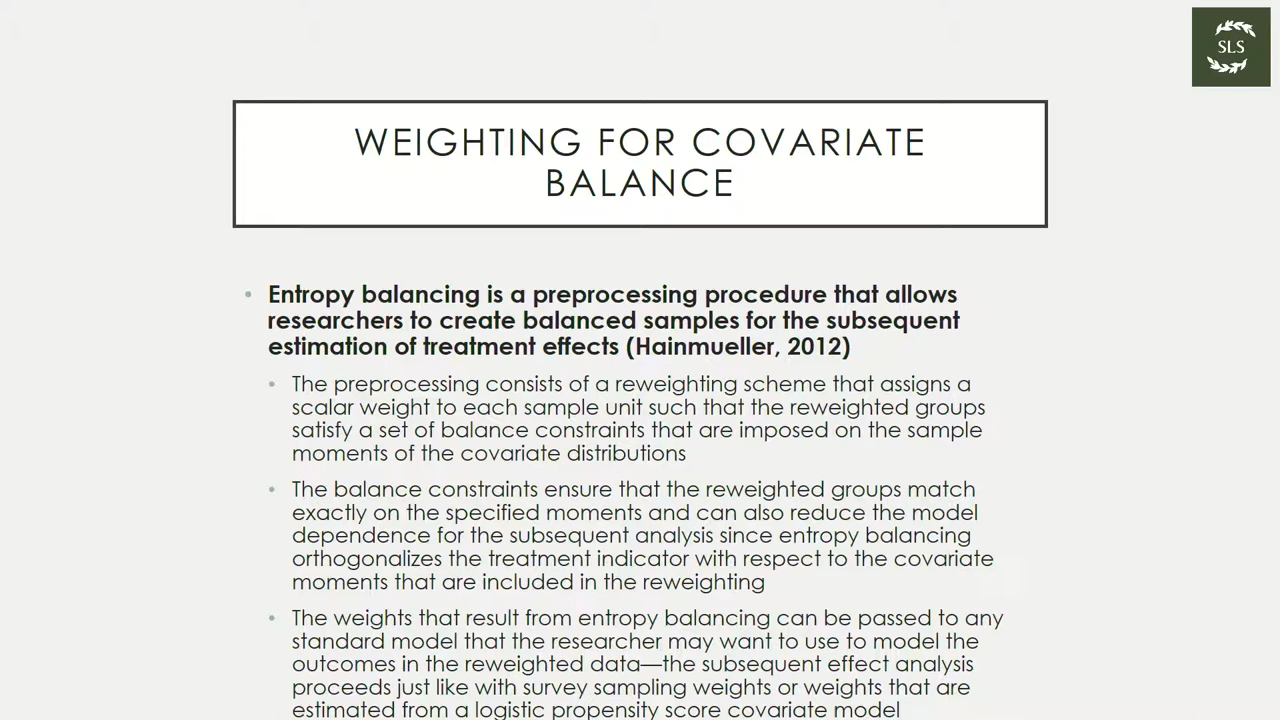 SLS
WEIGHTING FOR COVARIATE
BALANCE
• Entropy balancing is a preprocessing procedure that allows
researchers to create balanced samples for the subsequent
estimation of treatment effects (Hainmueller, 2012)
• The preprocessing consists of a reweighting scheme that assigns a
scalar weight to each sample unit such that the reweighted groups
satisfy a set of balance constraints that are imposed on the sample
moments of the covariate distributions
• The balance constraints ensure that the reweighted groups match
exactly on the specified moments and can also reduce the model
dependence for the subsequent analysis since entropy balancing
orthogonalizes the treatment indicator with respect to the covariate
moments that are included in the reweighting
• The weights that result from entropy balancing can be passed to any
standard model that the researcher may want to use to model the
outcomes in the reweighted data—the subsequent effect analysis
proceeds just like with survey sampling weights or weights that are
estimated from a logistic propensity score covariate model